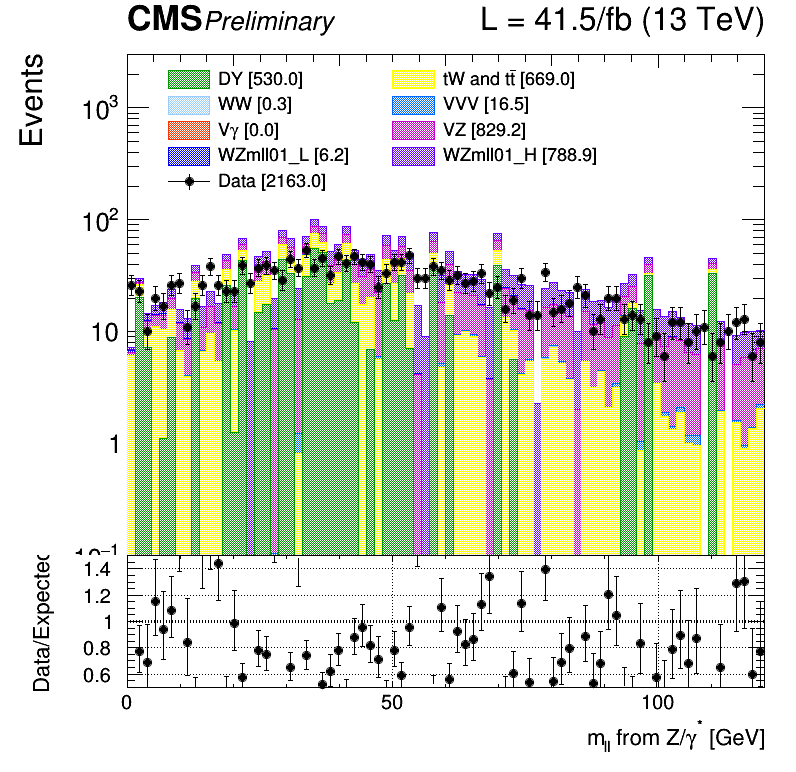 CMS Preliminary L = 41.5/fb (13 TeV)
Events
DY [530.0] tW and tt̄ [669.0]
WW [0.3] VVV [16.5]
Vγ [0.0] VZ [829.2]
WZmll01_L [6.2] WZmll01_H [788.9]
Data [2163.0]
10³
10²
10
1
10⁻¹
Data/Expected
1.4
1.2
1
0.8
0.6
0 50 100
m_ll from Z/γ* [GeV]